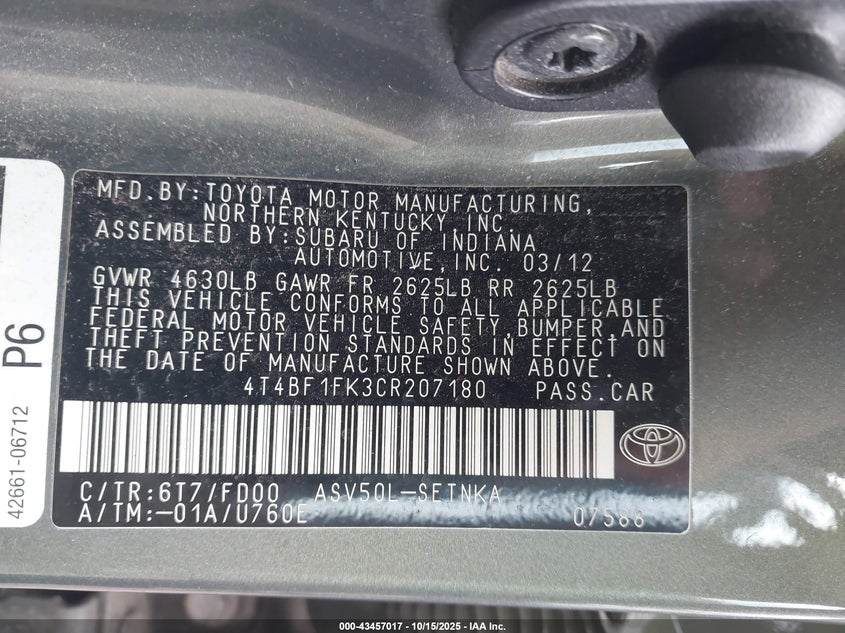 MFD.BY:TOYOTA MOTOR MANUFACTURING,
NORTHERN KENTUCKY,INC.
ASSEMBLED BY:SUBARU OF INDIANA
AUTOMOTIVE,INC. 03/12
GVWR 4630LB GAWR FR 2625LB RR 2625LB
THIS VEHICLE CONFORMS TO ALL APPLICABLE
FEDERAL MOTOR VEHICLE SAFETY,BUMPER,AND
THEFT PREVENTION STANDARDS IN EFFECT ON
THE DATE OF MANUFACTURE SHOWN ABOVE.
4T4BF1FK3CR207180 PASS.CAR
C/TR:6T7/FD00 ASV50L-SETNKA
A/TM:-01A/U760E 07588
P6
42661-06712
000-43457017 - 10/15/2025 - IAA Inc.